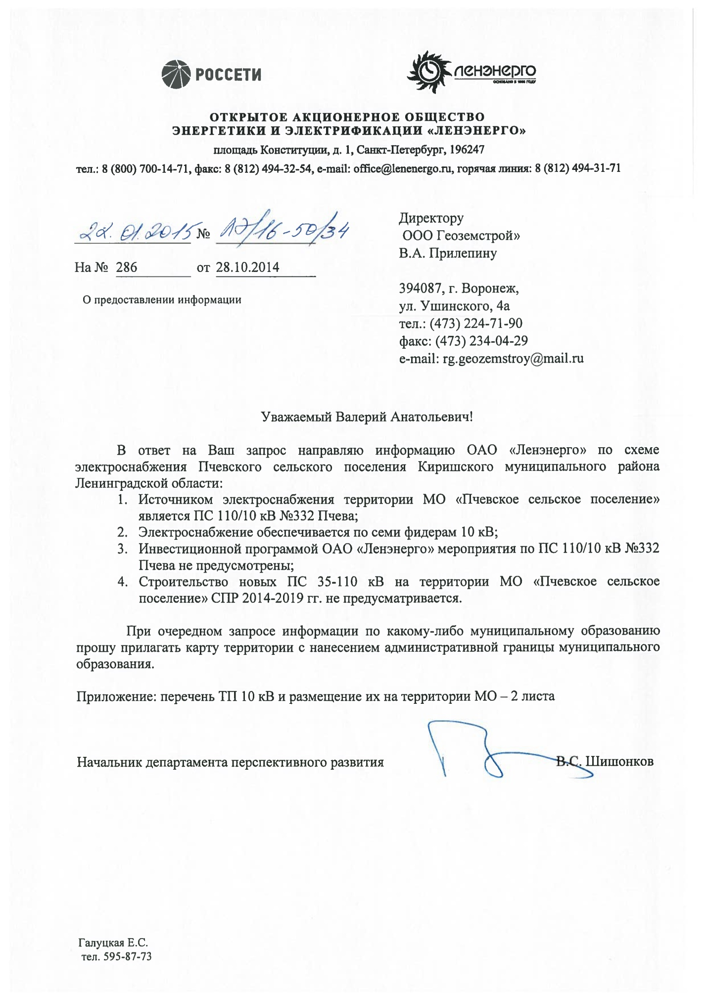 РОССЕТИ
ленэнерго
ОСНОВАНО В 1886 ГОДУ
ОТКРЫТОЕ АКЦИОНЕРНОЕ ОБЩЕСТВО
ЭНЕРГЕТИКИ И ЭЛЕКТРИФИКАЦИИ «ЛЕНЭНЕРГО»
площадь Конституции, д. 1, Санкт-Петербург, 196247
тел.: 8 (800) 700-14-71, факс: 8 (812) 494-32-54, e-mail: office@lenenergo.ru, горячая линия: 8 (812) 494-31-71
22.01.2015 № ЛЭ/16-50/34
На № 286 от 28.10.2014
О предоставлении информации
Директору
ООО Геоземстрой»
В.А. Прилепину
394087, г. Воронеж,
ул. Ушинского, 4а
тел.: (473) 224-71-90
факс: (473) 234-04-29
e-mail: rg.geozemstroy@mail.ru
Уважаемый Валерий Анатольевич!
В ответ на Ваш запрос направляю информацию ОАО «Ленэнерго» по схеме
электроснабжения Пчевского сельского поселения Киришского муниципального района
Ленинградской области:
1. Источником электроснабжения территории МО «Пчевское сельское поселение»
является ПС 110/10 кВ №332 Пчева;
2. Электроснабжение обеспечивается по семи фидерам 10 кВ;
3. Инвестиционной программой ОАО «Ленэнерго» мероприятия по ПС 110/10 кВ №332
Пчева не предусмотрены;
4. Строительство новых ПС 35-110 кВ на территории МО «Пчевское сельское
поселение» СПР 2014-2019 гг. не предусматривается.
При очередном запросе информации по какому-либо муниципальному образованию
прошу прилагать карту территории с нанесением административной границы муниципального
образования.
Приложение: перечень ТП 10 кВ и размещение их на территории МО – 2 листа
Начальник департамента перспективного развития В.С. Шишонков
Галуцкая Е.С.
тел. 595-87-73